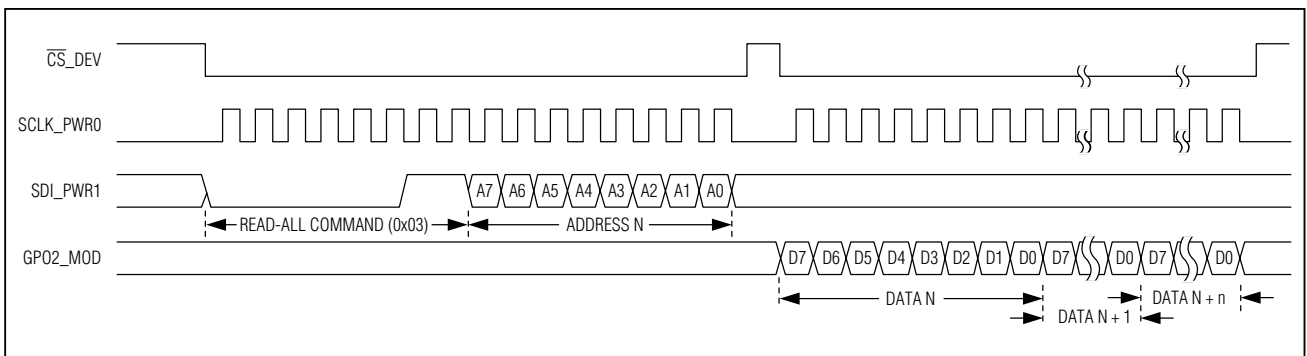 C̅S̅_DEV
SCLK_PWR0
SDI_PWR1 A7 A6 A5 A4 A3 A2 A1 A0
READ-ALL COMMAND (0x03) ADDRESS N
GPO2_MOD D7 D6 D5 D4 D3 D2 D1 D0 D7 D0 D7 D0
DATA N DATA N + n
DATA N + 1